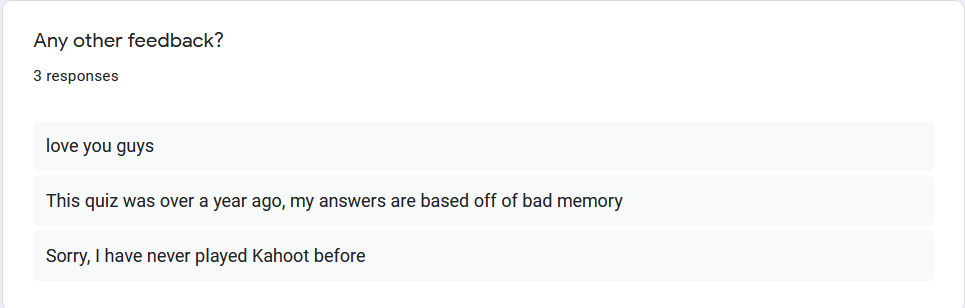 Any other feedback?
3 responses
love you guys
This quiz was over a year ago, my answers are based off of bad memory
Sorry, I have never played Kahoot before